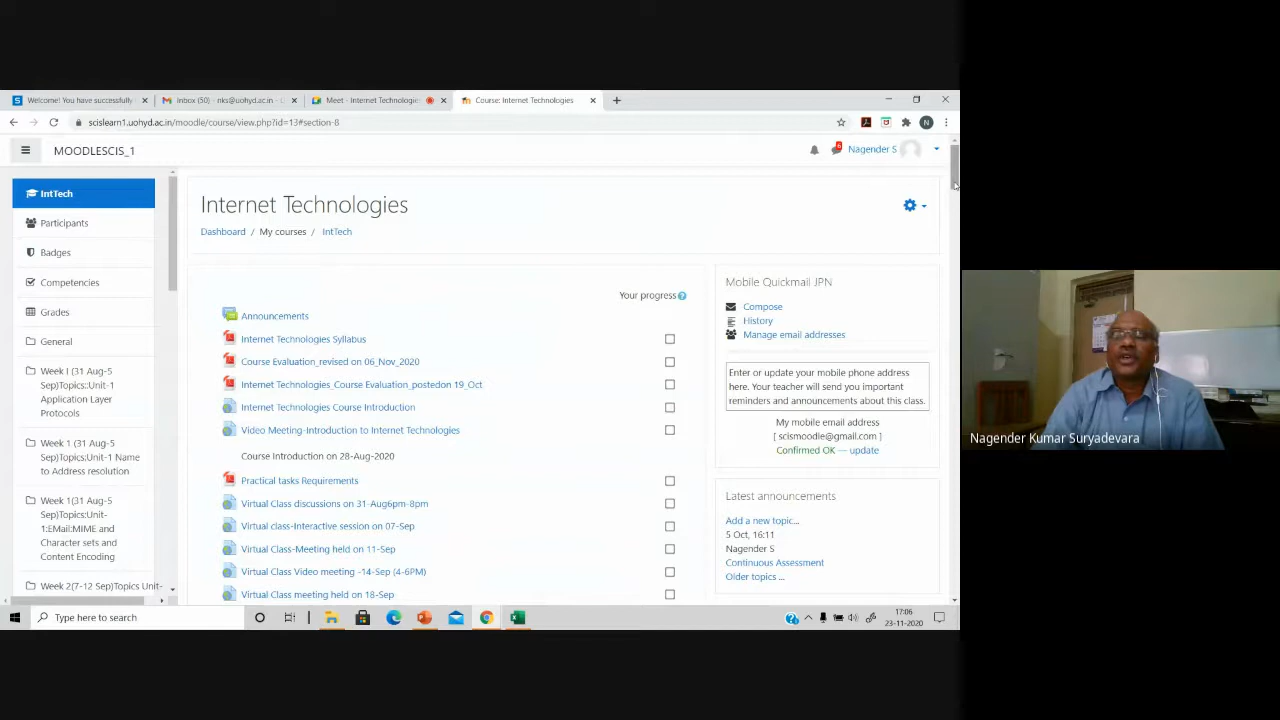 Welcome! You have successfully
Inbox (50) - nks@uohyd.ac.in -
Meet - Internet Technologies
Course: Internet Technologies
scislearn1.uohyd.ac.in/moodle/course/view.php?id=13#section-8
N
MOODLESCIS_1
Nagender S
IntTech
Participants
Badges
Competencies
Grades
General
Week I (31 Aug-5
Sep)Topics::Unit-1
Application Layer
Protocols
Week 1 (31 Aug-5
Sep)Topic:Unit-1 Name
to Address resolution
Week 1(31 Aug-5
Sep)Topics:Unit-
1:EMail:MIME and
Character sets and
Content Encoding
Week 2(7-12 Sep)Topics Unit-
Internet Technologies
Dashboard / My courses / IntTech
Your progress
Announcements
Internet Technologies Syllabus
Course Evaluation_revised on 06_Nov_2020
Internet Technologies_Course Evaluation_postedon 19_Oct
Internet Technologies Course Introduction
Video Meeting-Introduction to Internet Technologies
Course Introduction on 28-Aug-2020
Practical tasks Requirements
Virtual Class discussions on 31-Aug6pm-8pm
Virtual class-Interactive session on 07-Sep
Virtual Class-Meeting held on 11-Sep
Virtual Class Video meeting -14-Sep (4-6PM)
Virtual Class meeting held on 18-Sep
Mobile Quickmail JPN
Compose
History
Manage email addresses
Enter or update your mobile phone address
here. Your teacher will send you important
reminders and announcements about this class.
My mobile email address
[ scismoodle@gmail.com ]
Confirmed OK — update
Latest announcements
Add a new topic...
5 Oct, 16:11
Nagender S
Continuous Assessment
Older topics ...
Type here to search
17:06
23-11-2020
Nagender Kumar Suryadevara